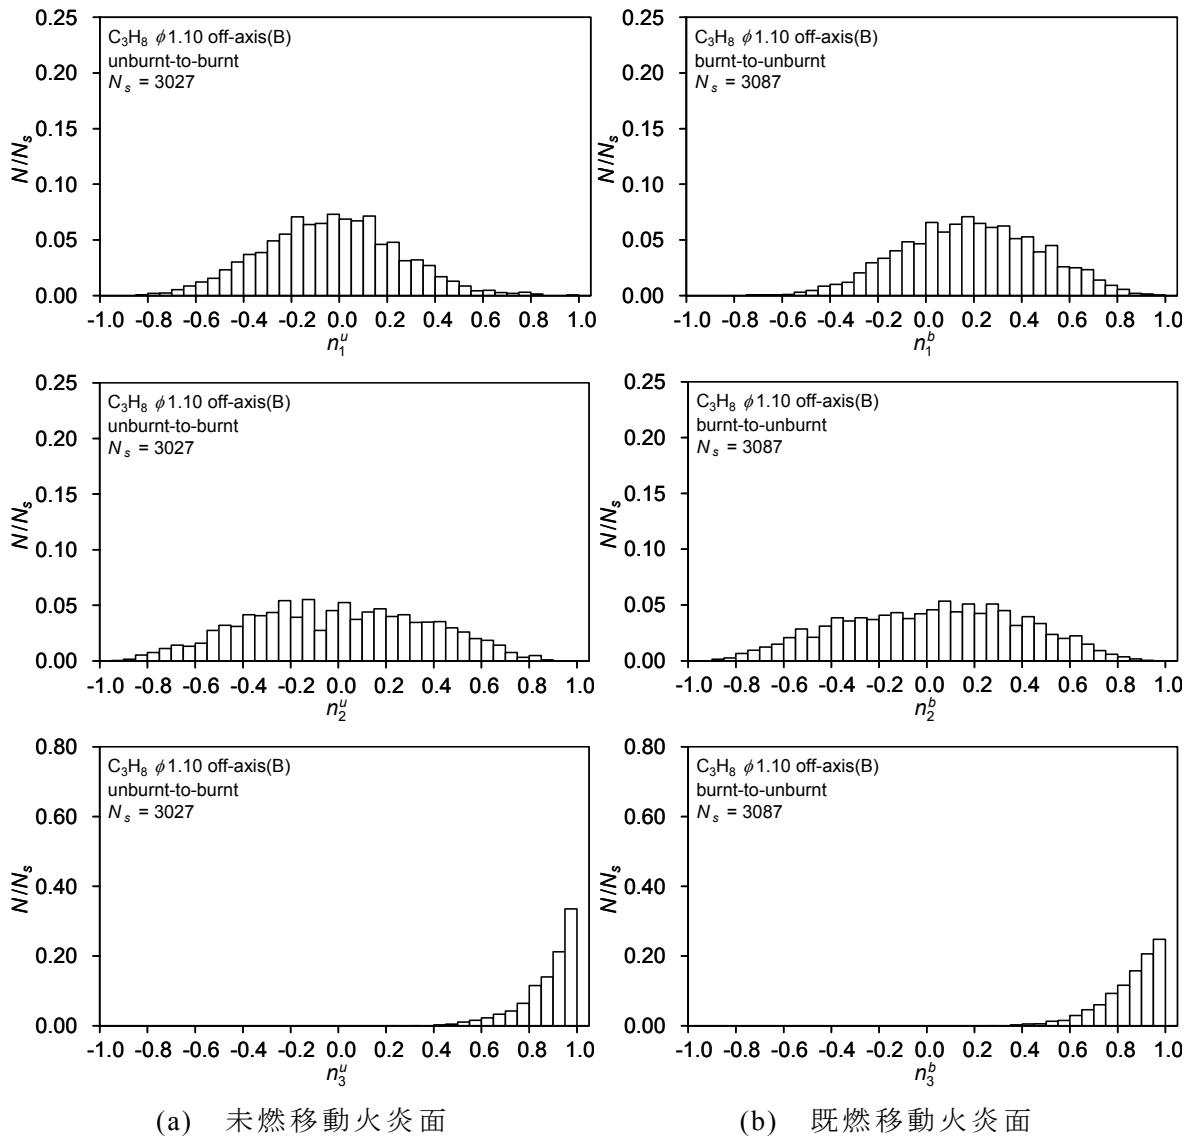 0.25
0.20
0.15
0.10
0.05
0.00
N/Nₛ
C₃H₈ ϕ1.10 off-axis(B)
unburnt-to-burnt
Nₛ = 3027
-1.0 -0.8 -0.6 -0.4 -0.2 0.0 0.2 0.4 0.6 0.8 1.0
n₁ᵘ
0.25
0.20
0.15
0.10
0.05
0.00
N/Nₛ
C₃H₈ ϕ1.10 off-axis(B)
burnt-to-unburnt
Nₛ = 3087
-1.0 -0.8 -0.6 -0.4 -0.2 0.0 0.2 0.4 0.6 0.8 1.0
n₁ᵇ
0.25
0.20
0.15
0.10
0.05
0.00
N/Nₛ
C₃H₈ ϕ1.10 off-axis(B)
unburnt-to-burnt
Nₛ = 3027
-1.0 -0.8 -0.6 -0.4 -0.2 0.0 0.2 0.4 0.6 0.8 1.0
n₂ᵘ
0.25
0.20
0.15
0.10
0.05
0.00
N/Nₛ
C₃H₈ ϕ1.10 off-axis(B)
burnt-to-unburnt
Nₛ = 3087
-1.0 -0.8 -0.6 -0.4 -0.2 0.0 0.2 0.4 0.6 0.8 1.0
n₂ᵇ
0.80
0.60
0.40
0.20
0.00
N/Nₛ
C₃H₈ ϕ1.10 off-axis(B)
unburnt-to-burnt
Nₛ = 3027
-1.0 -0.8 -0.6 -0.4 -0.2 0.0 0.2 0.4 0.6 0.8 1.0
n₃ᵘ
0.80
0.60
0.40
0.20
0.00
N/Nₛ
C₃H₈ ϕ1.10 off-axis(B)
burnt-to-unburnt
Nₛ = 3087
-1.0 -0.8 -0.6 -0.4 -0.2 0.0 0.2 0.4 0.6 0.8 1.0
n₃ᵇ
(a) 未燃移動火炎面
(b) 既燃移動火炎面